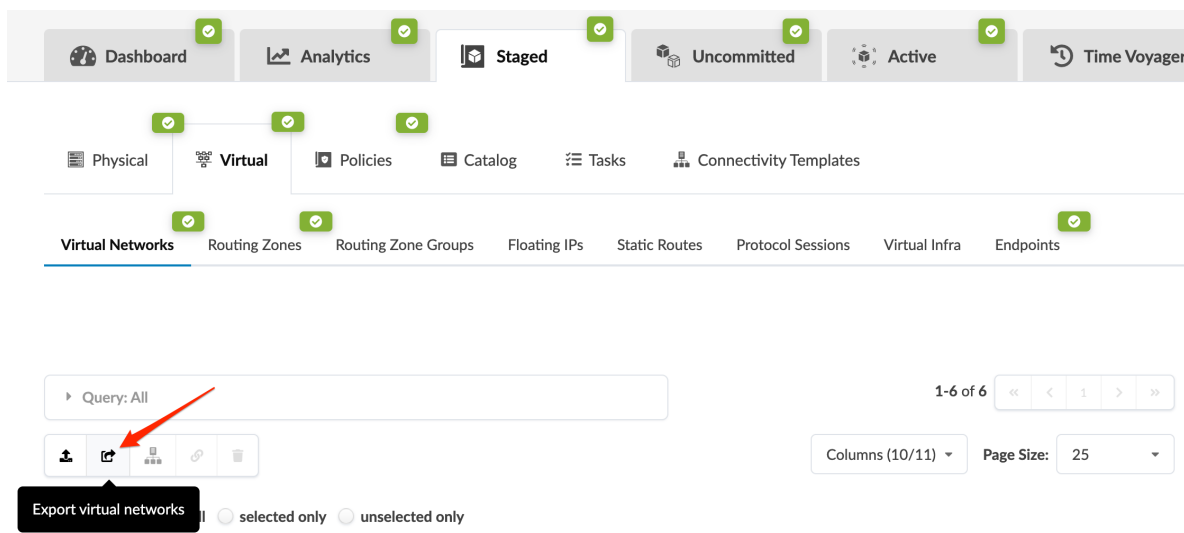 Dashboard Analytics Staged Uncommitted Active Time Voyager
Physical Virtual Policies Catalog Tasks Connectivity Templates
Virtual Networks Routing Zones Routing Zone Groups Floating IPs Static Routes Protocol Sessions Virtual Infra Endpoints
Query: All 1-6 of 6 « < 1 > »
Columns (10/11) Page Size: 25
Export virtual networks selected only unselected only